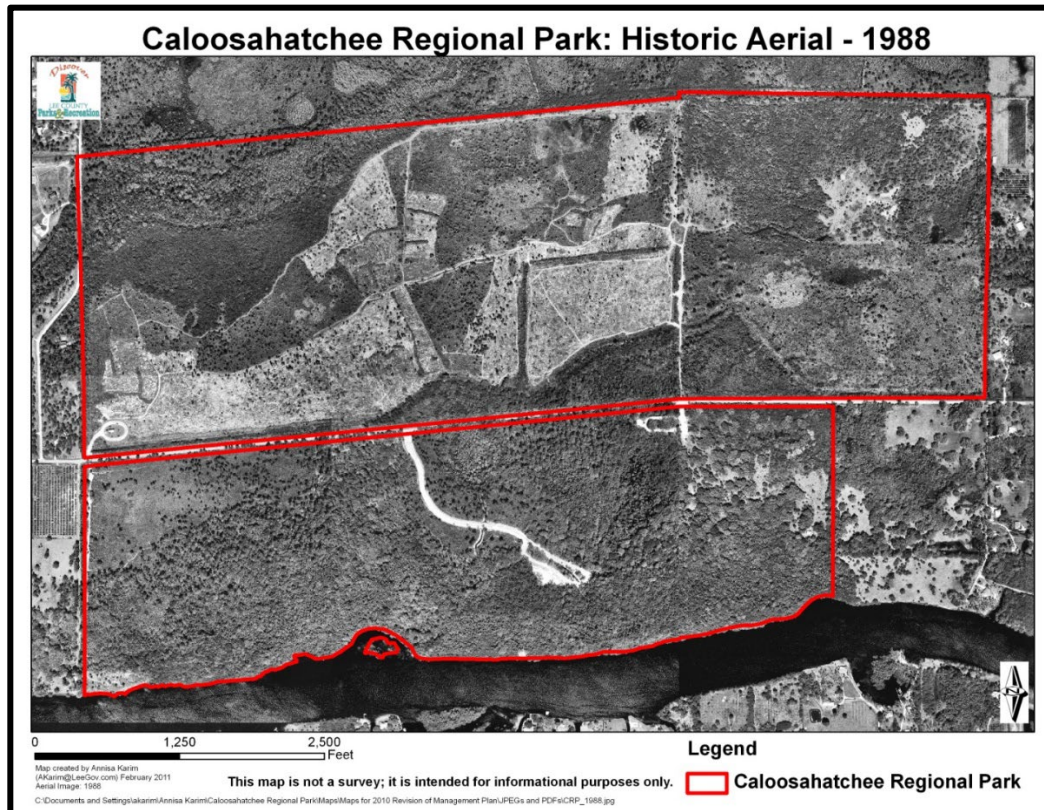 Caloosahatchee Regional Park: Historic Aerial - 1988
Discover
LEE COUNTY
Parks & Recreation
N
0 1,250 2,500
Feet
Map created by Annisa Karim
(AKarim@LeeGov.com) February 2011
Aerial Image: 1988
This map is not a survey; it is intended for informational purposes only.
Legend
Caloosahatchee Regional Park
C:\Documents and Settings\akarim\Annisa Karim\Caloosahatchee Regional Park\Maps\Maps for 2010 Revision of Management Plan\JPEGs and PDFs\CRP_1988.jpg